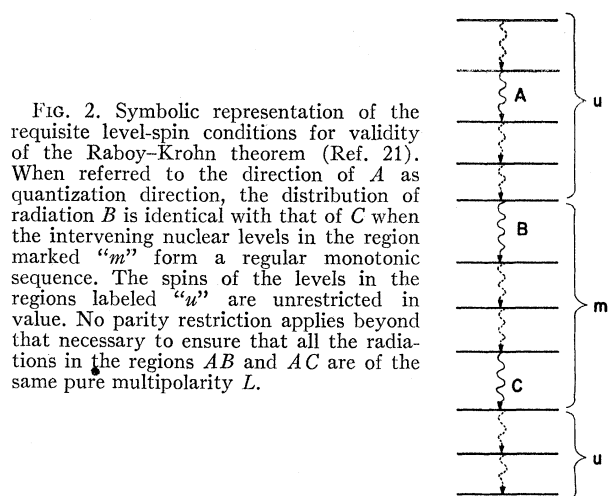 FIG. 2. Symbolic representation of the
requisite level-spin conditions for validity
of the Raboy–Krohn theorem (Ref. 21).
When referred to the direction of A as
quantization direction, the distribution of
radiation B is identical with that of C when
the intervening nuclear levels in the region
marked “m” form a regular monotonic
sequence. The spins of the levels in the
regions labeled “u” are unrestricted in
value. No parity restriction applies beyond
that necessary to ensure that all the radia-
tions in the regions AB and AC are of the
same pure multipolarity L.
A
u
B
m
C
u